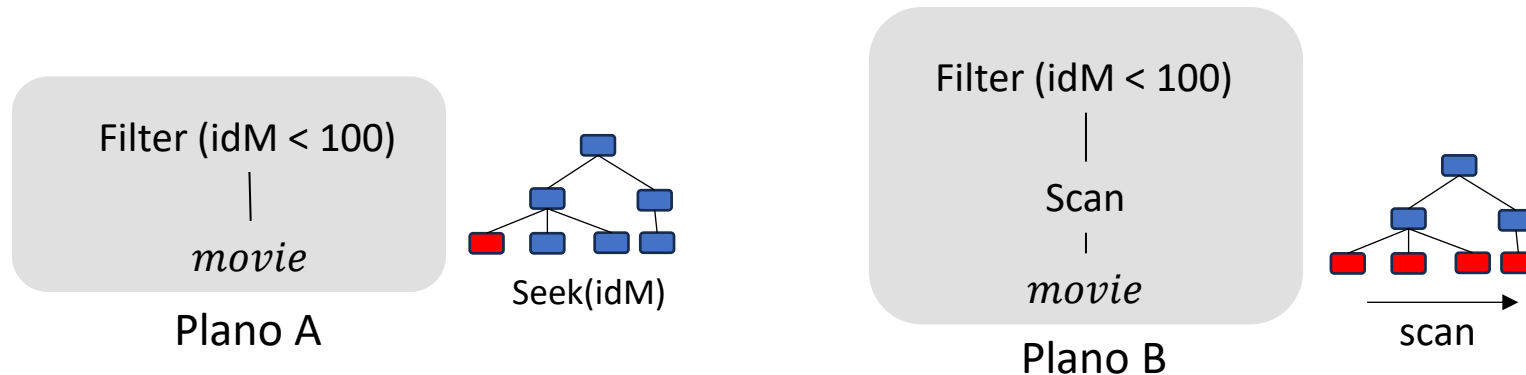 Filter (idM < 100)
movie
Plano A
Seek(idM)
Filter (idM < 100)
Scan
movie
Plano B
scan